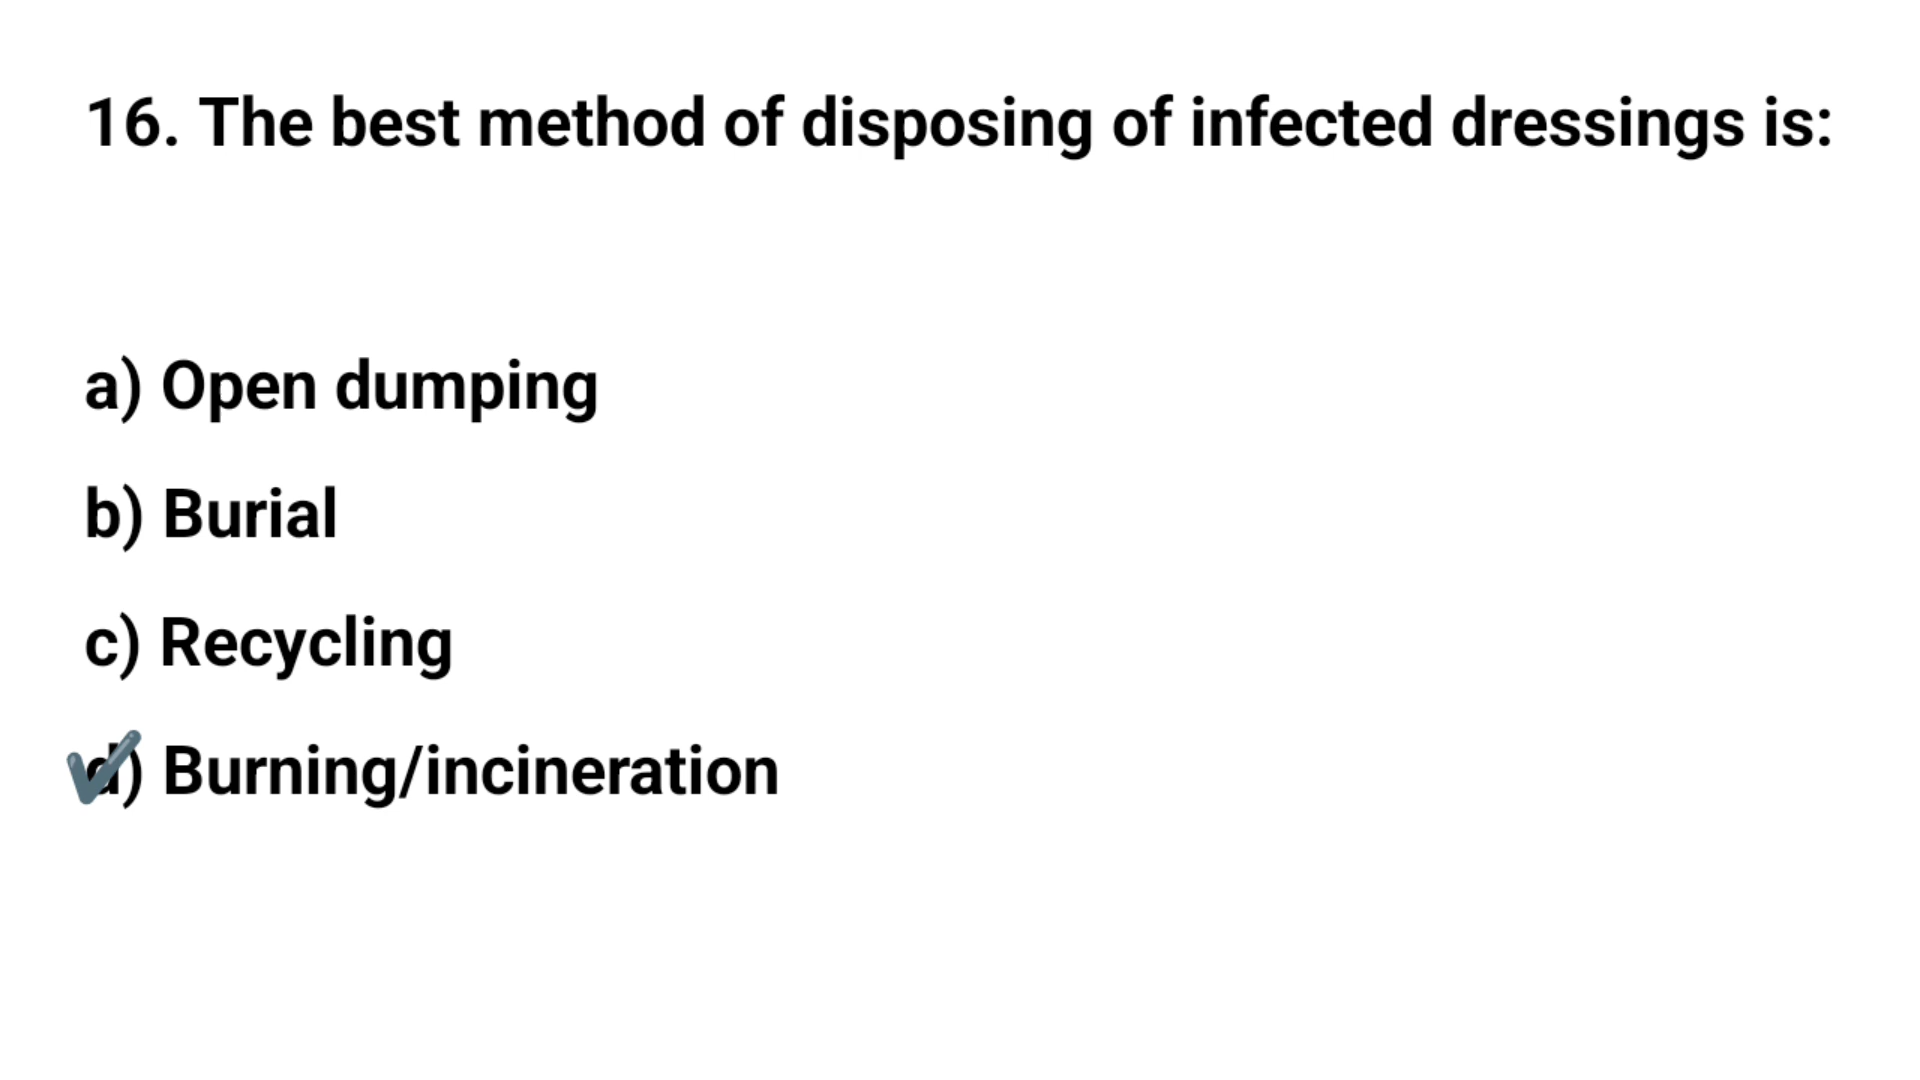 16. The best method of disposing of infected dressings is:
a) Open dumping
b) Burial
c) Recycling
d) Burning/incineration